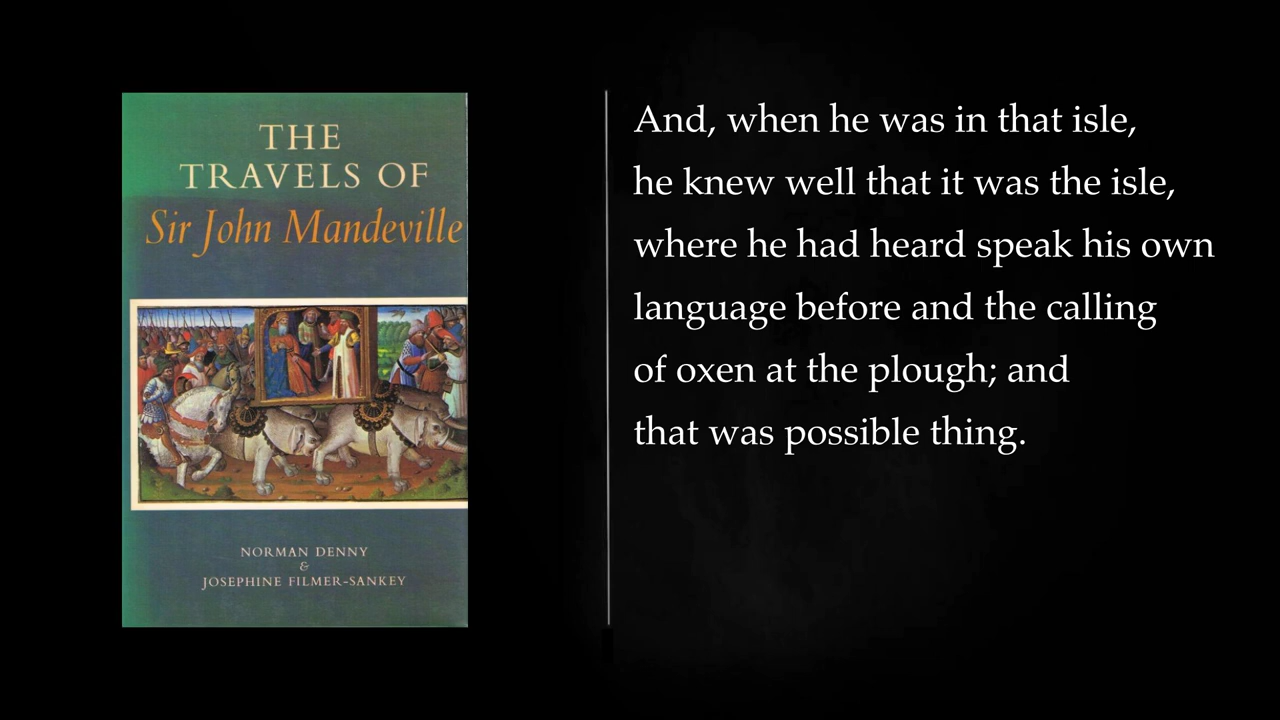 THE
TRAVELS OF
Sir John Mandeville
NORMAN DENNY
&
JOSEPHINE FILMER-SANKEY
And, when he was in that isle,
he knew well that it was the isle,
where he had heard speak his own
language before and the calling
of oxen at the plough; and
that was possible thing.